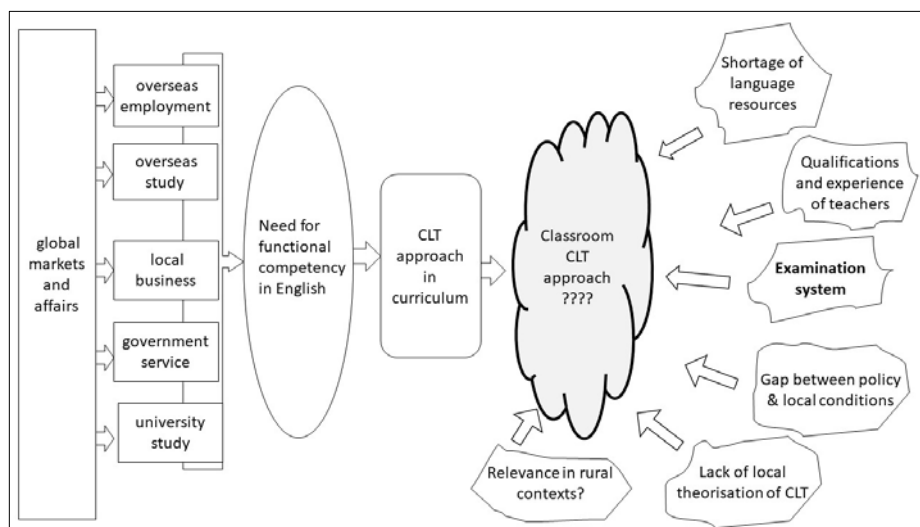 global
markets
and
affairs
overseas
employment
overseas
study
local
business
government
service
university
study
Need for
functional
competency
in English
CLT
approach
in
curriculum
Classroom
CLT
approach
????
Shortage of
language
resources
Qualifications
and experience
of teachers
Examination
system
Gap between
policy
& local
conditions
Lack of local
theorisation of CLT
Relevance in rural
contexts?